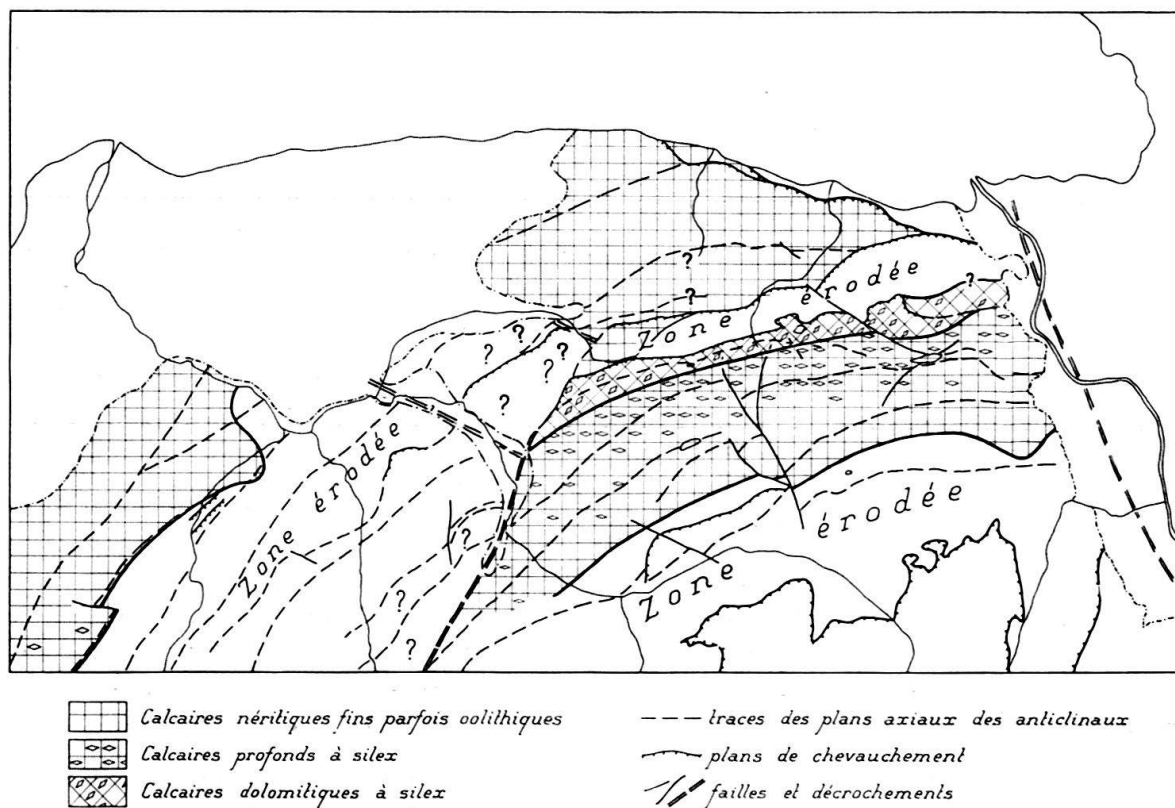 ?
Zone érodée
?
?
?
?
?
?
?
Zone érodée
?
?
?
Zone érodée
Calcaires néritiques fins parfois oolithiques
Calcaires profonds à silex
Calcaires dolomitiques à silex
traces des plans axiaux des anticlinaux
plans de chevauchement
failles et décrochements